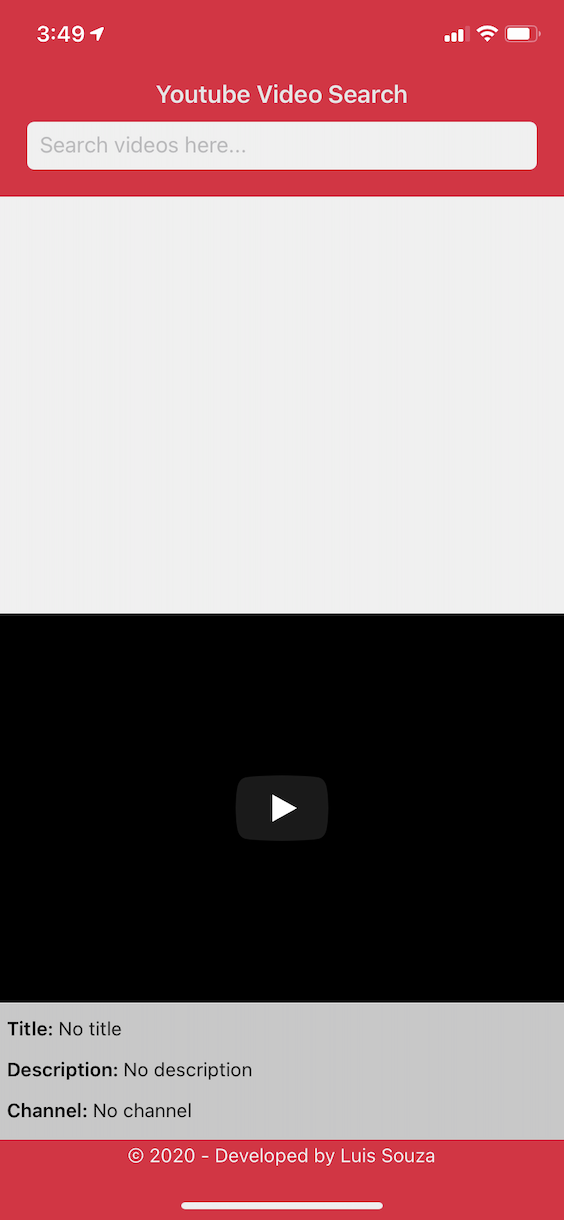 3:49
Youtube Video Search
Search videos here...
Title: No title
Description: No description
Channel: No channel
© 2020 - Developed by Luis Souza